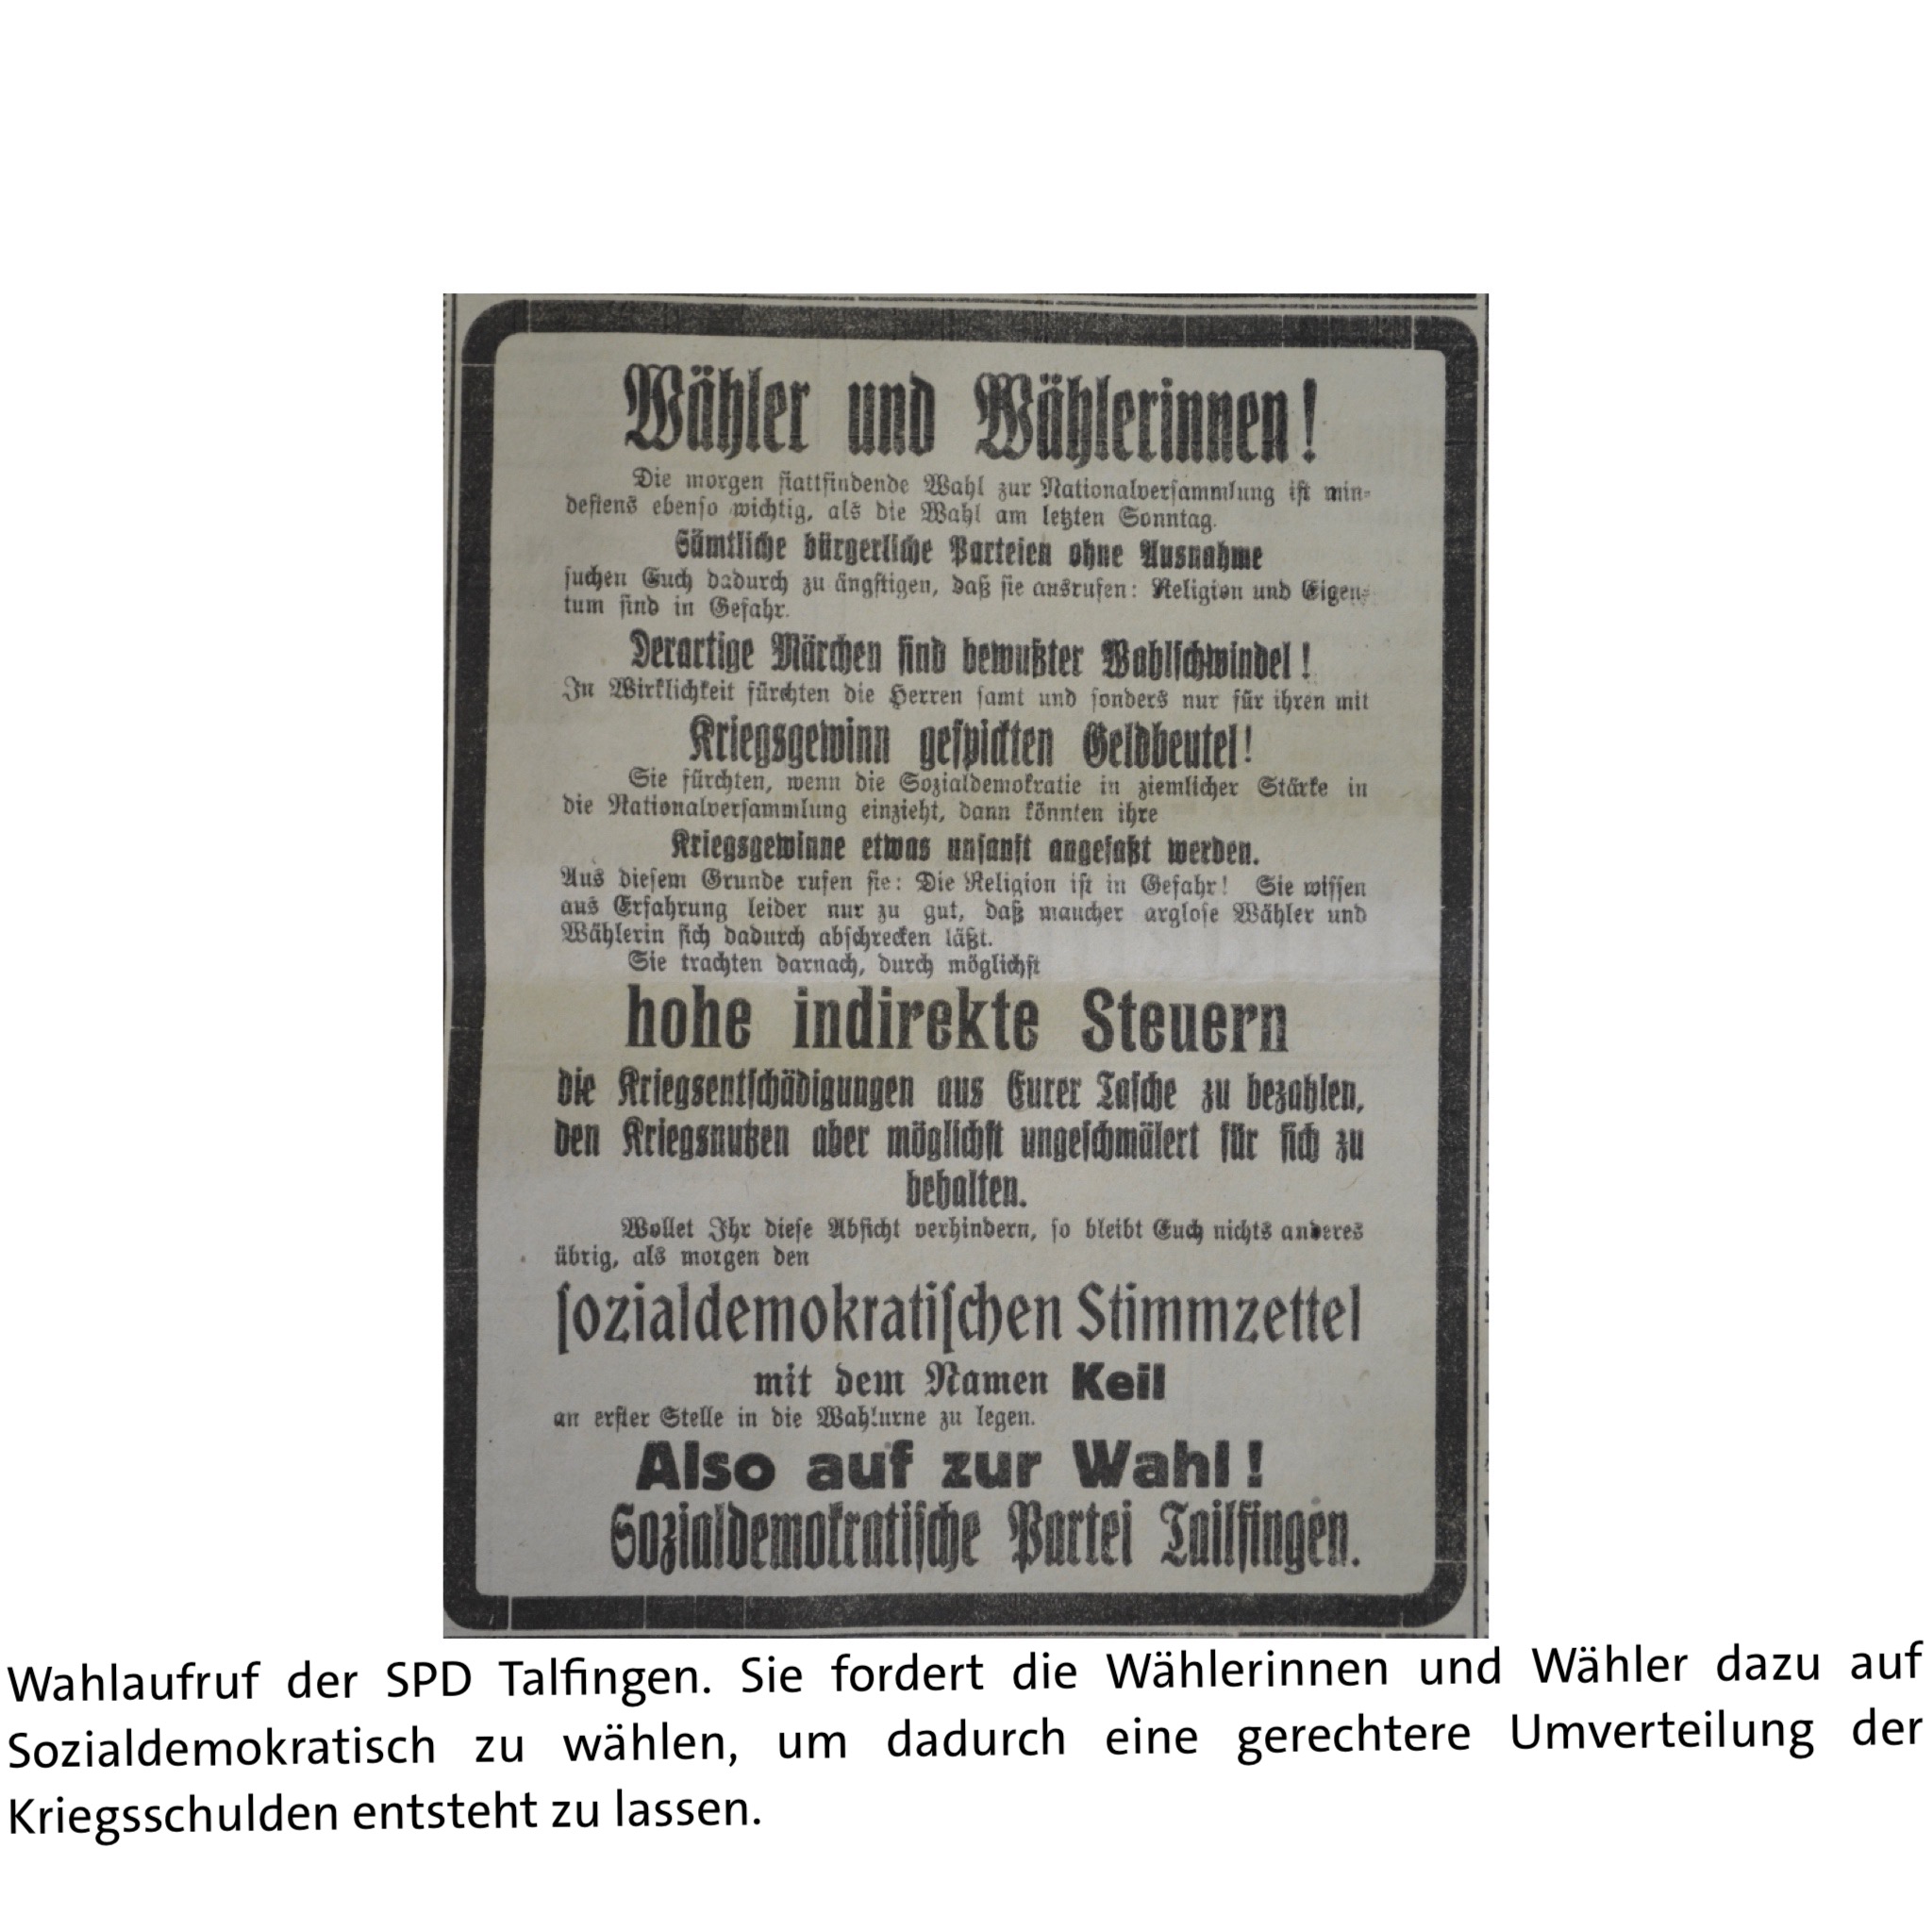 Wähler und Wählerinnen!
Die morgen stattfindende Wahl zur Nationalversammlung ist min-
destens ebenso wichtig, als die Wahl am letzten Sonntag.
Sämtliche bürgerliche Parteien ohne Ausnahme
suchen Euch dadurch zu ängstigen, daß sie ausrufen: Religion und Eigen-
tum sind in Gefahr.
Derartige Märchen sind bewußter Wahlschwindel!
In Wirklichkeit fürchten die Herren samt und sonders nur für ihren mit
Kriegsgewinn gespickten Geldbeutel!
Sie fürchten, wenn die Sozialdemokratie in ziemlicher Stärke in
die Nationalversammlung einzieht, dann könnten ihre
Kriegsgewinne etwas unsanft angefaßt werden.
Aus diesem Grunde rufen sie: Die Religion ist in Gefahr! Sie wissen
aus Erfahrung leider nur zu gut, daß mancher arglose Wähler und
Wählerin sich dadurch abschrecken läßt.
Sie trachten darnach, durch möglichst
hohe indirekte Steuern
die Kriegsentschädigungen aus Eurer Tasche zu bezahlen,
den Kriegsnutzen aber möglichst ungeschmälert für sich zu
behalten.
Wollet Ihr diese Absicht verhindern, so bleibt Euch nichts anderes
übrig, als morgen den
sozialdemokratischen Stimmzettel
mit dem Namen Keil
an erster Stelle in die Wahlurne zu legen.
Also auf zur Wahl!
Sozialdemokratische Partei Tailfingen.
Wahlaufruf der SPD Talfingen. Sie fordert die Wählerinnen und Wähler dazu auf
Sozialdemokratisch zu wählen, um dadurch eine gerechtere Umverteilung der
Kriegsschulden entsteht zu lassen.